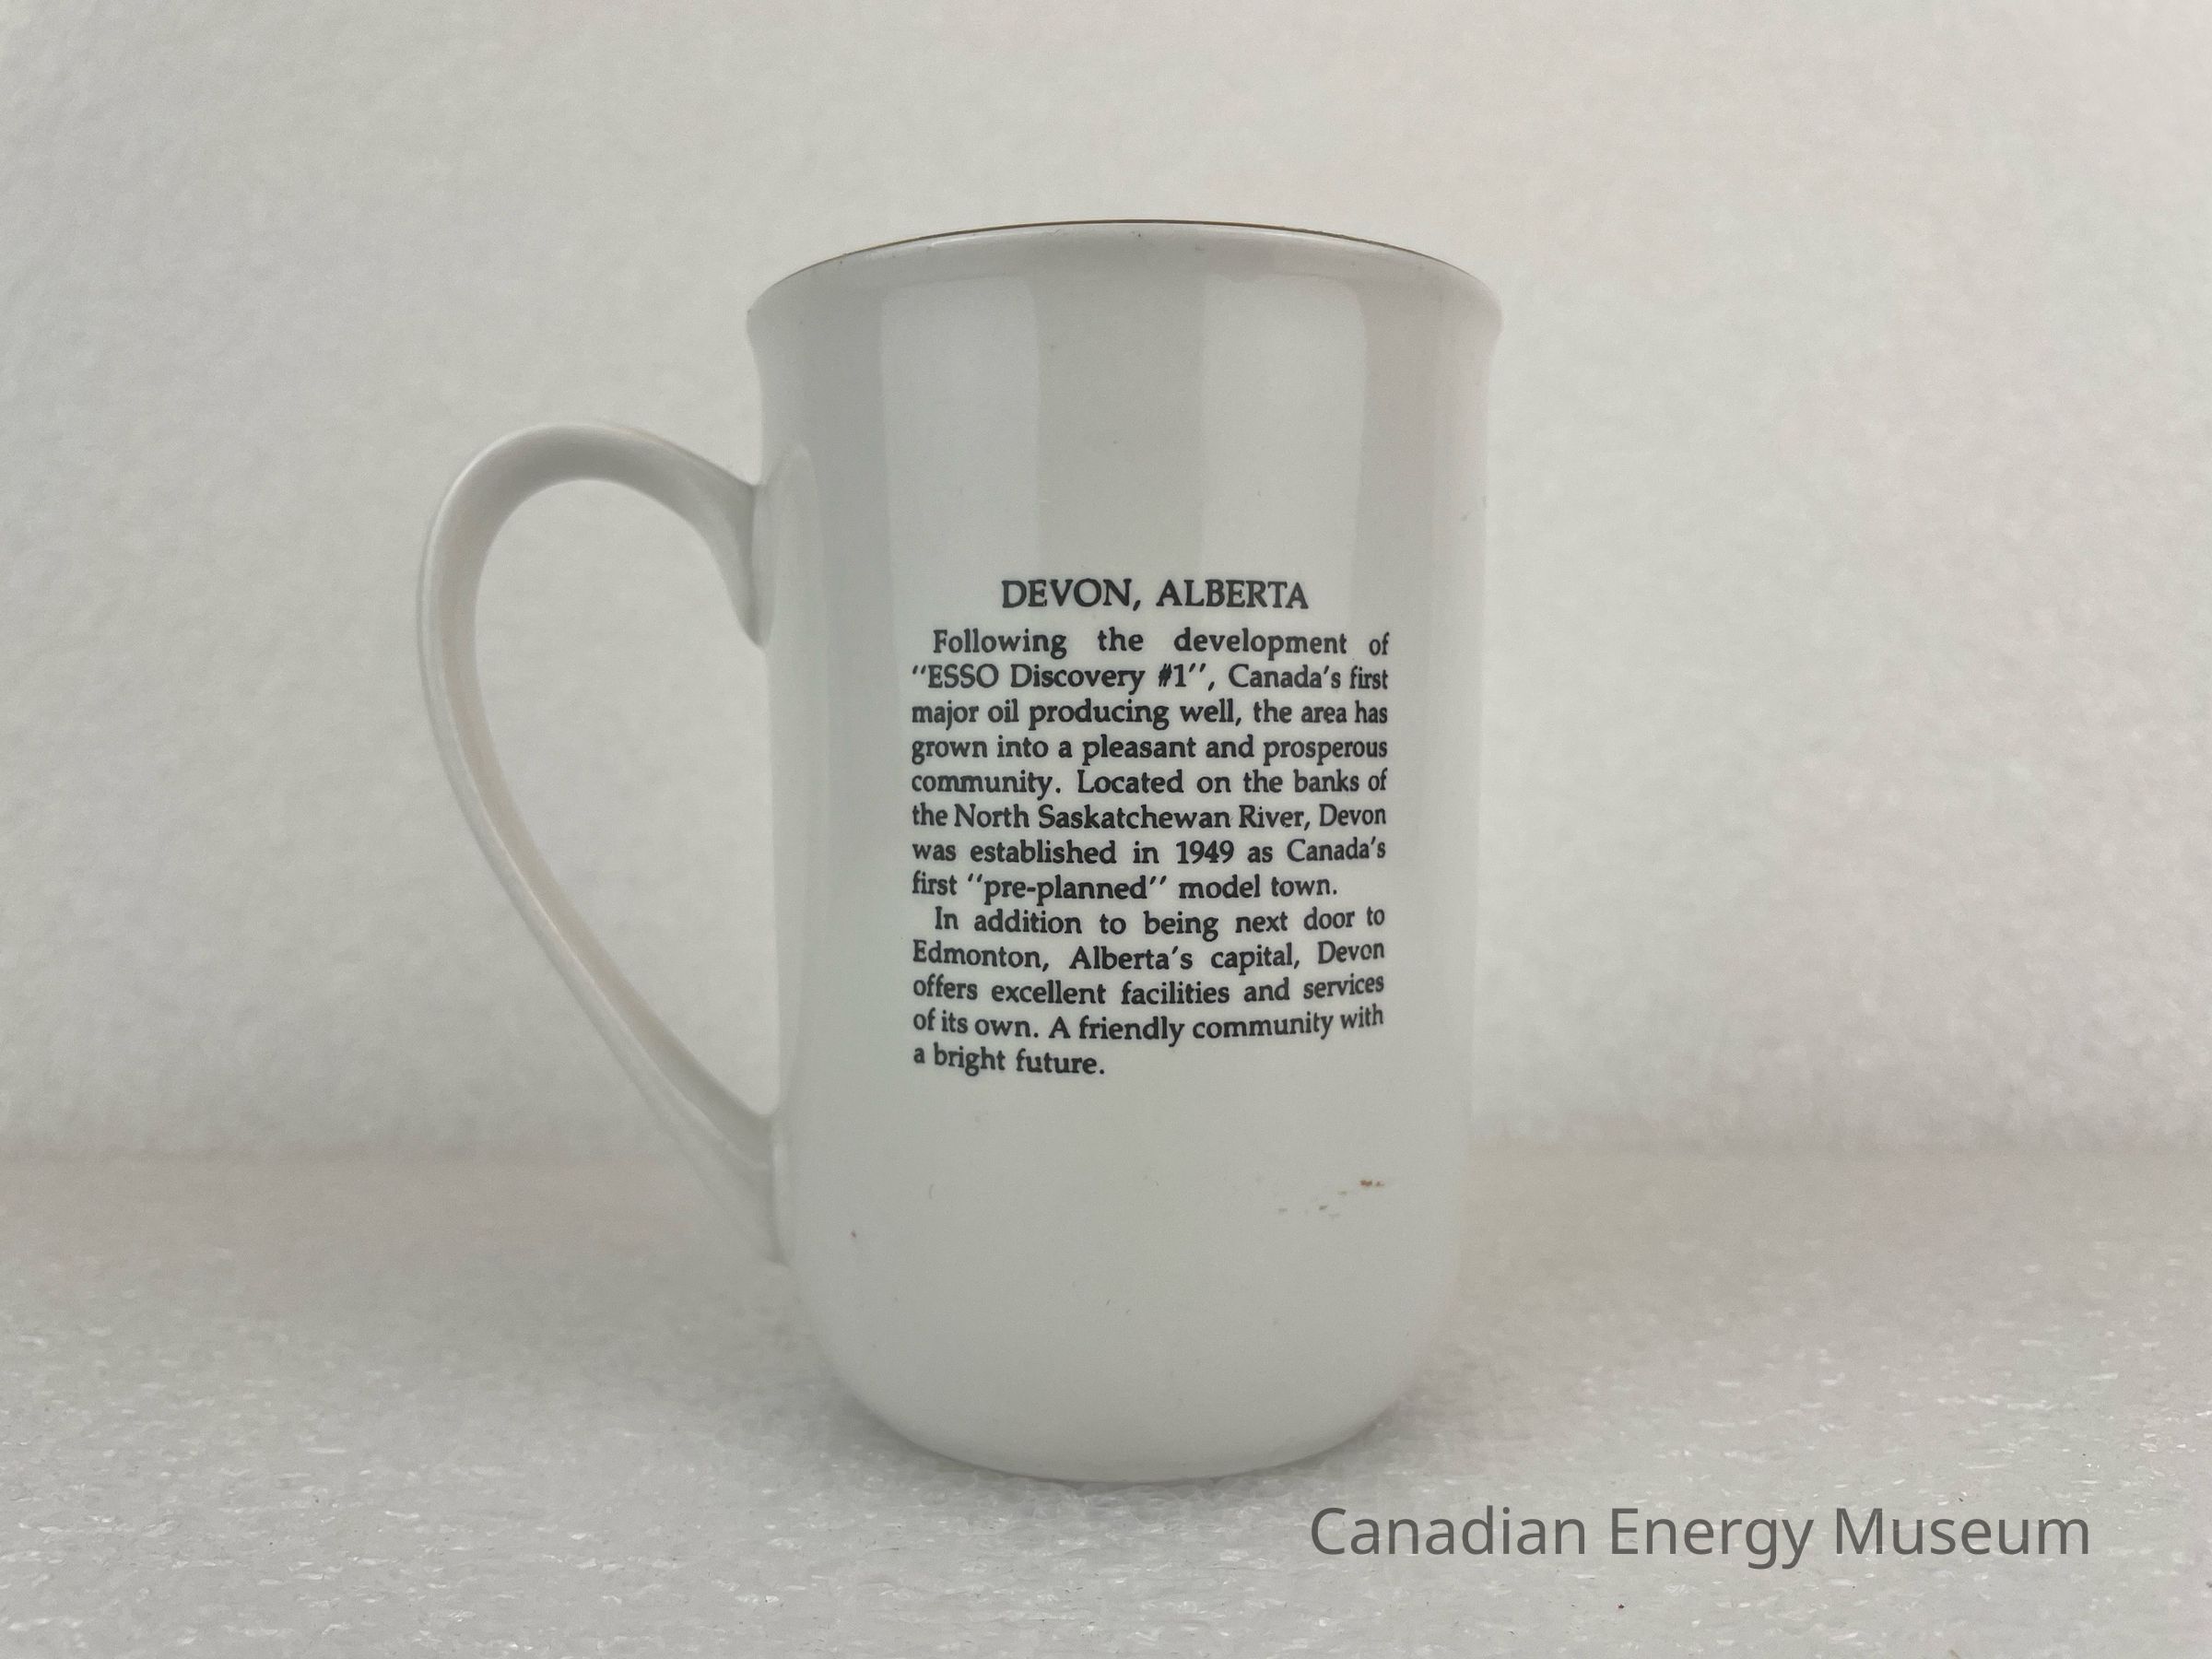 DEVON, ALBERTA
Following the development of
"ESSO Discovery #1", Canada's first
major oil producing well, the area has
grown into a pleasant and prosperous
community. Located on the banks of
the North Saskatchewan River, Devon
was established in 1949 as Canada's
first "pre-planned" model town.
In addition to being next door to
Edmonton, Alberta's capital, Devon
offers excellent facilities and services
of its own. A friendly community with
a bright future.
Canadian Energy Museum